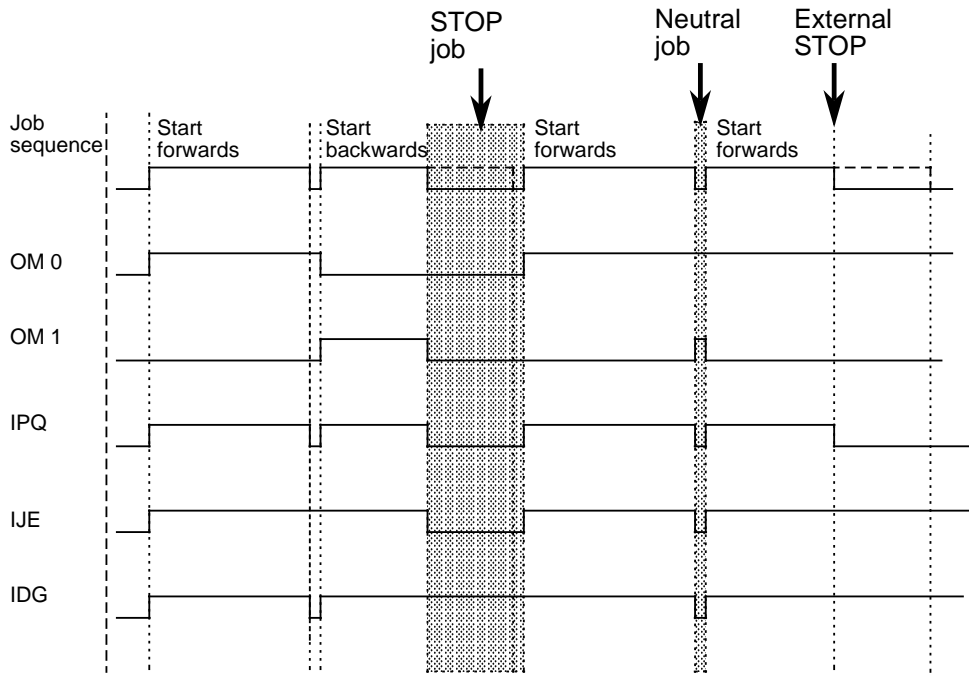 STOP
job
Neutral
job
External
STOP
Job
sequence
Start
forwards
Start
backwards
Start
forwards
Start
forwards
OM 0
OM 1
IPQ
IJE
IDG